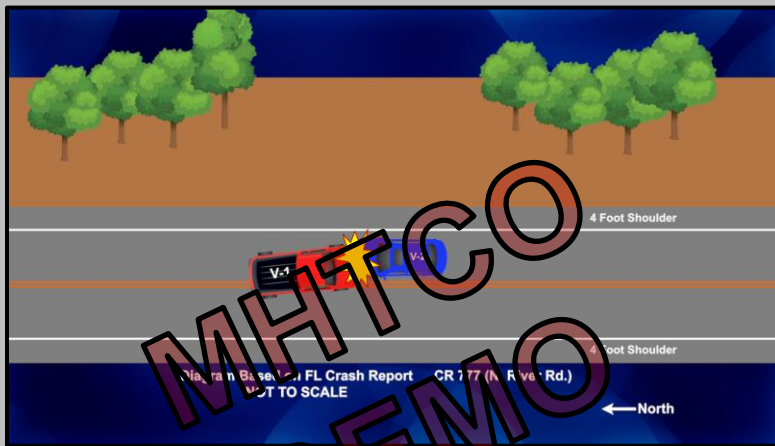 4 Foot Shoulder
V-1
V-2
4 Foot Shoulder
Diagram Based on FL Crash Report
NOT TO SCALE
CR 777 (N. River Rd.)
North
MHTCO
DEMO